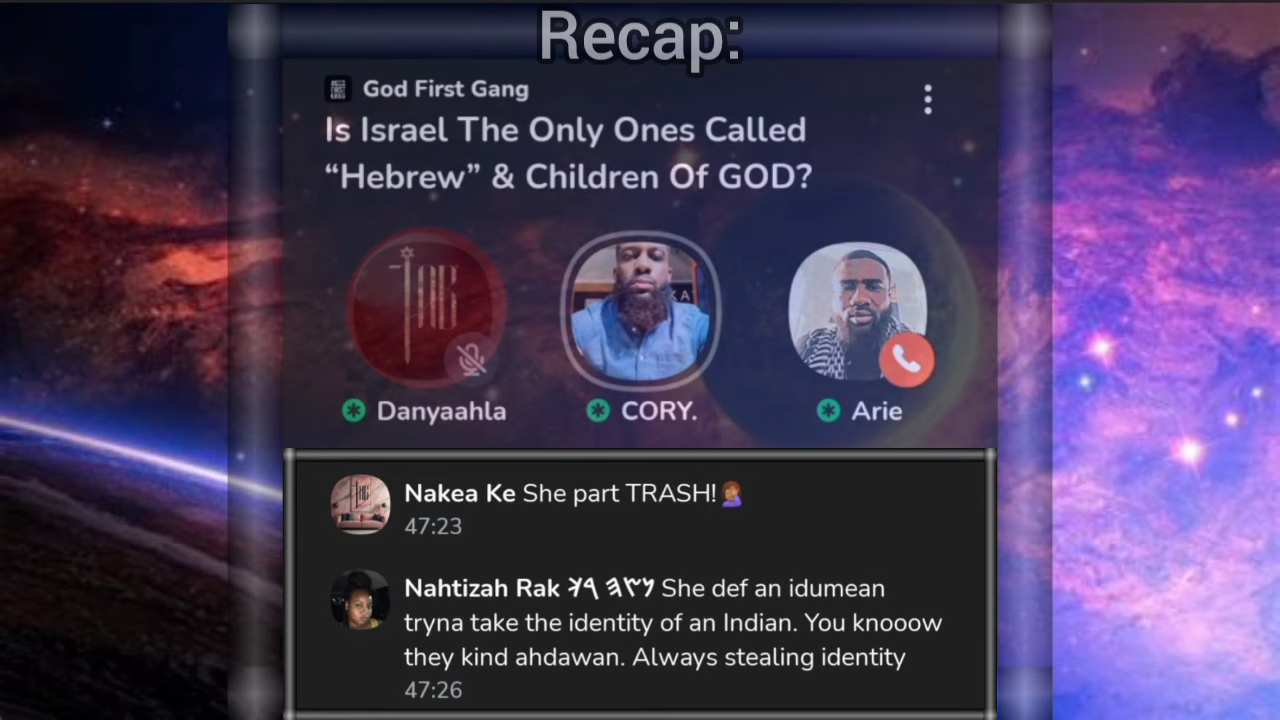 Recap:
God First Gang
Is Israel The Only Ones Called
“Hebrew” & Children Of GOD?
KA
Danyaahla
CORY.
Arie
Nakea Ke She part TRASH!🤦🏾‍♀️
47:23
Nahtizah Rak She def an idumean
tryna take the identity of an Indian. You knooow
they kind ahdawan. Always stealing identity
47:26